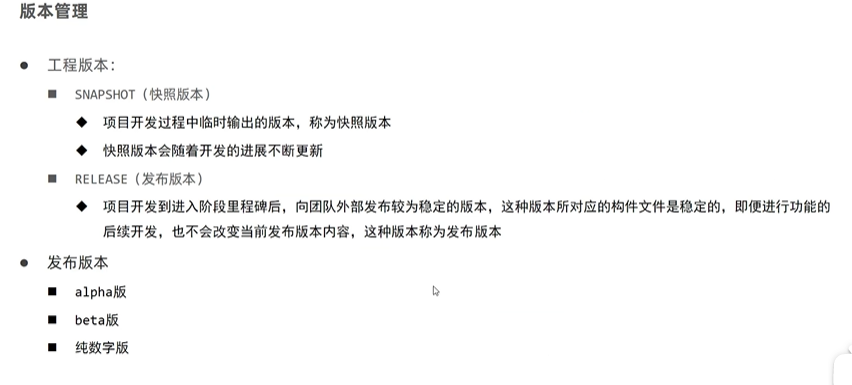 版本管理
工程版本：
SNAPSHOT（快照版本）
项目开发过程中临时输出的版本，称为快照版本
快照版本会随着开发的进展不断更新
RELEASE（发布版本）
项目开发到进入阶段里程碑后，向团队外部发布较为稳定的版本，这种版本所对应的构件文件是稳定的，即便进行功能的
后续开发，也不会改变当前发布版本内容，这种版本称为发布版本
发布版本
alpha版
beta版
纯数字版